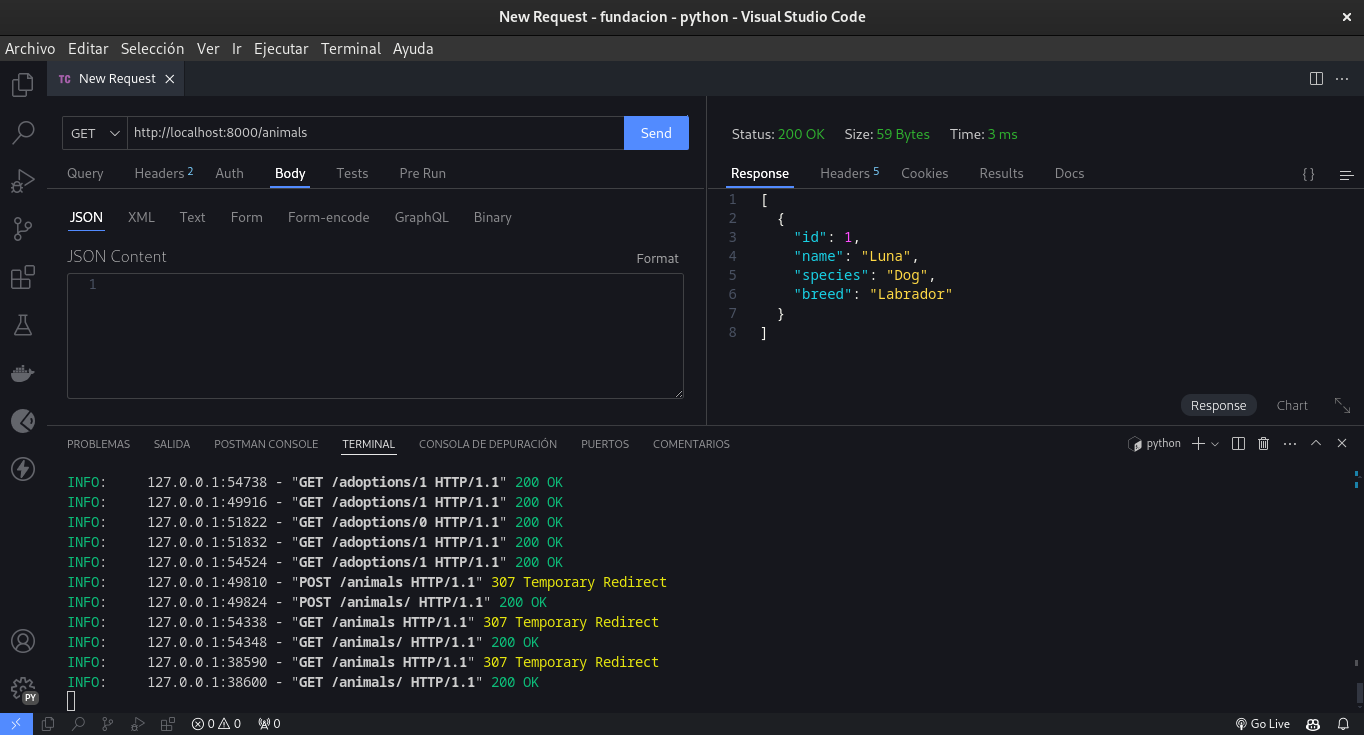 New Request - fundacion - python - Visual Studio Code
Archivo Editar Selección Ver Ir Ejecutar Terminal Ayuda
TC New Request
GET http://localhost:8000/animals Send
Query Headers 2 Auth Body Tests Pre Run
JSON XML Text Form Form-encode GraphQL Binary
JSON Content Format
1
Status: 200 OK Size: 59 Bytes Time: 3 ms
Response Headers 5 Cookies Results Docs { }
1 [
2 {
3 "id": 1,
4 "name": "Luna",
5 "species": "Dog",
6 "breed": "Labrador"
7 }
8 ]
Response Chart
PROBLEMAS SALIDA POSTMAN CONSOLE TERMINAL CONSOLA DE DEPURACIÓN PUERTOS COMENTARIOS python
INFO: 127.0.0.1:54738 - "GET /adoptions/1 HTTP/1.1" 200 OK
INFO: 127.0.0.1:49916 - "GET /adoptions/1 HTTP/1.1" 200 OK
INFO: 127.0.0.1:51822 - "GET /adoptions/0 HTTP/1.1" 200 OK
INFO: 127.0.0.1:51832 - "GET /adoptions/1 HTTP/1.1" 200 OK
INFO: 127.0.0.1:54524 - "GET /adoptions/1 HTTP/1.1" 200 OK
INFO: 127.0.0.1:49810 - "POST /animals HTTP/1.1" 307 Temporary Redirect
INFO: 127.0.0.1:49824 - "POST /animals/ HTTP/1.1" 200 OK
INFO: 127.0.0.1:54338 - "GET /animals HTTP/1.1" 307 Temporary Redirect
INFO: 127.0.0.1:54348 - "GET /animals/ HTTP/1.1" 200 OK
INFO: 127.0.0.1:38590 - "GET /animals HTTP/1.1" 307 Temporary Redirect
INFO: 127.0.0.1:38600 - "GET /animals/ HTTP/1.1" 200 OK
PY
0 0 0 Go Live